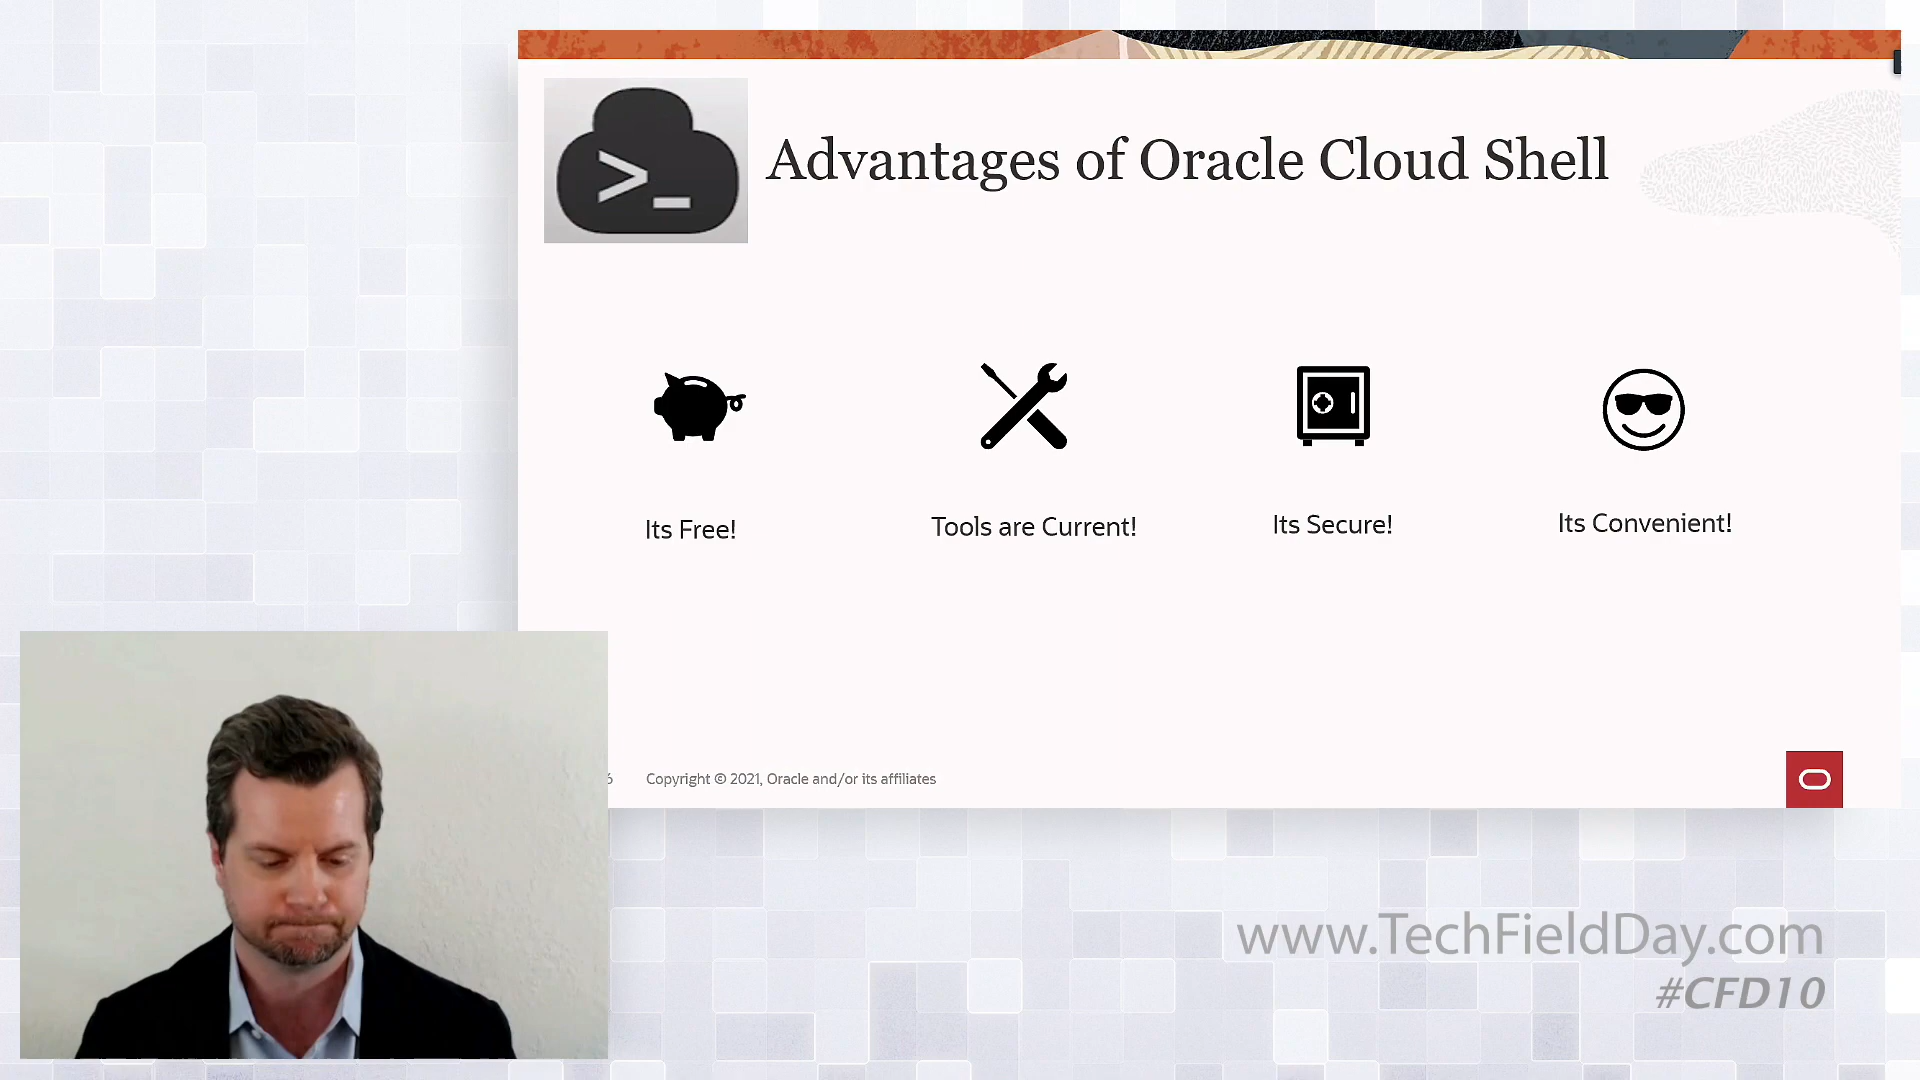 >_
Advantages of Oracle Cloud Shell
Its Free!
Tools are Current!
Its Secure!
Its Convenient!
6 Copyright © 2021, Oracle and/or its affiliates
www.TechFieldDay.com
#CFD10